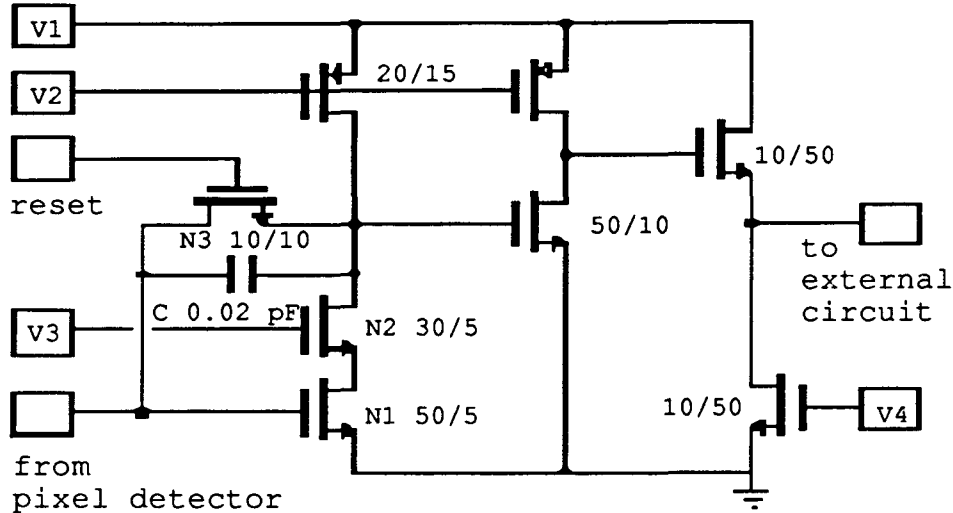 V1
V2
20/15
reset
N3 10/10
10/50
50/10
to
external
circuit
C 0.02 pF
V3
N2 30/5
N1 50/5
10/50
V4
from
pixel detector